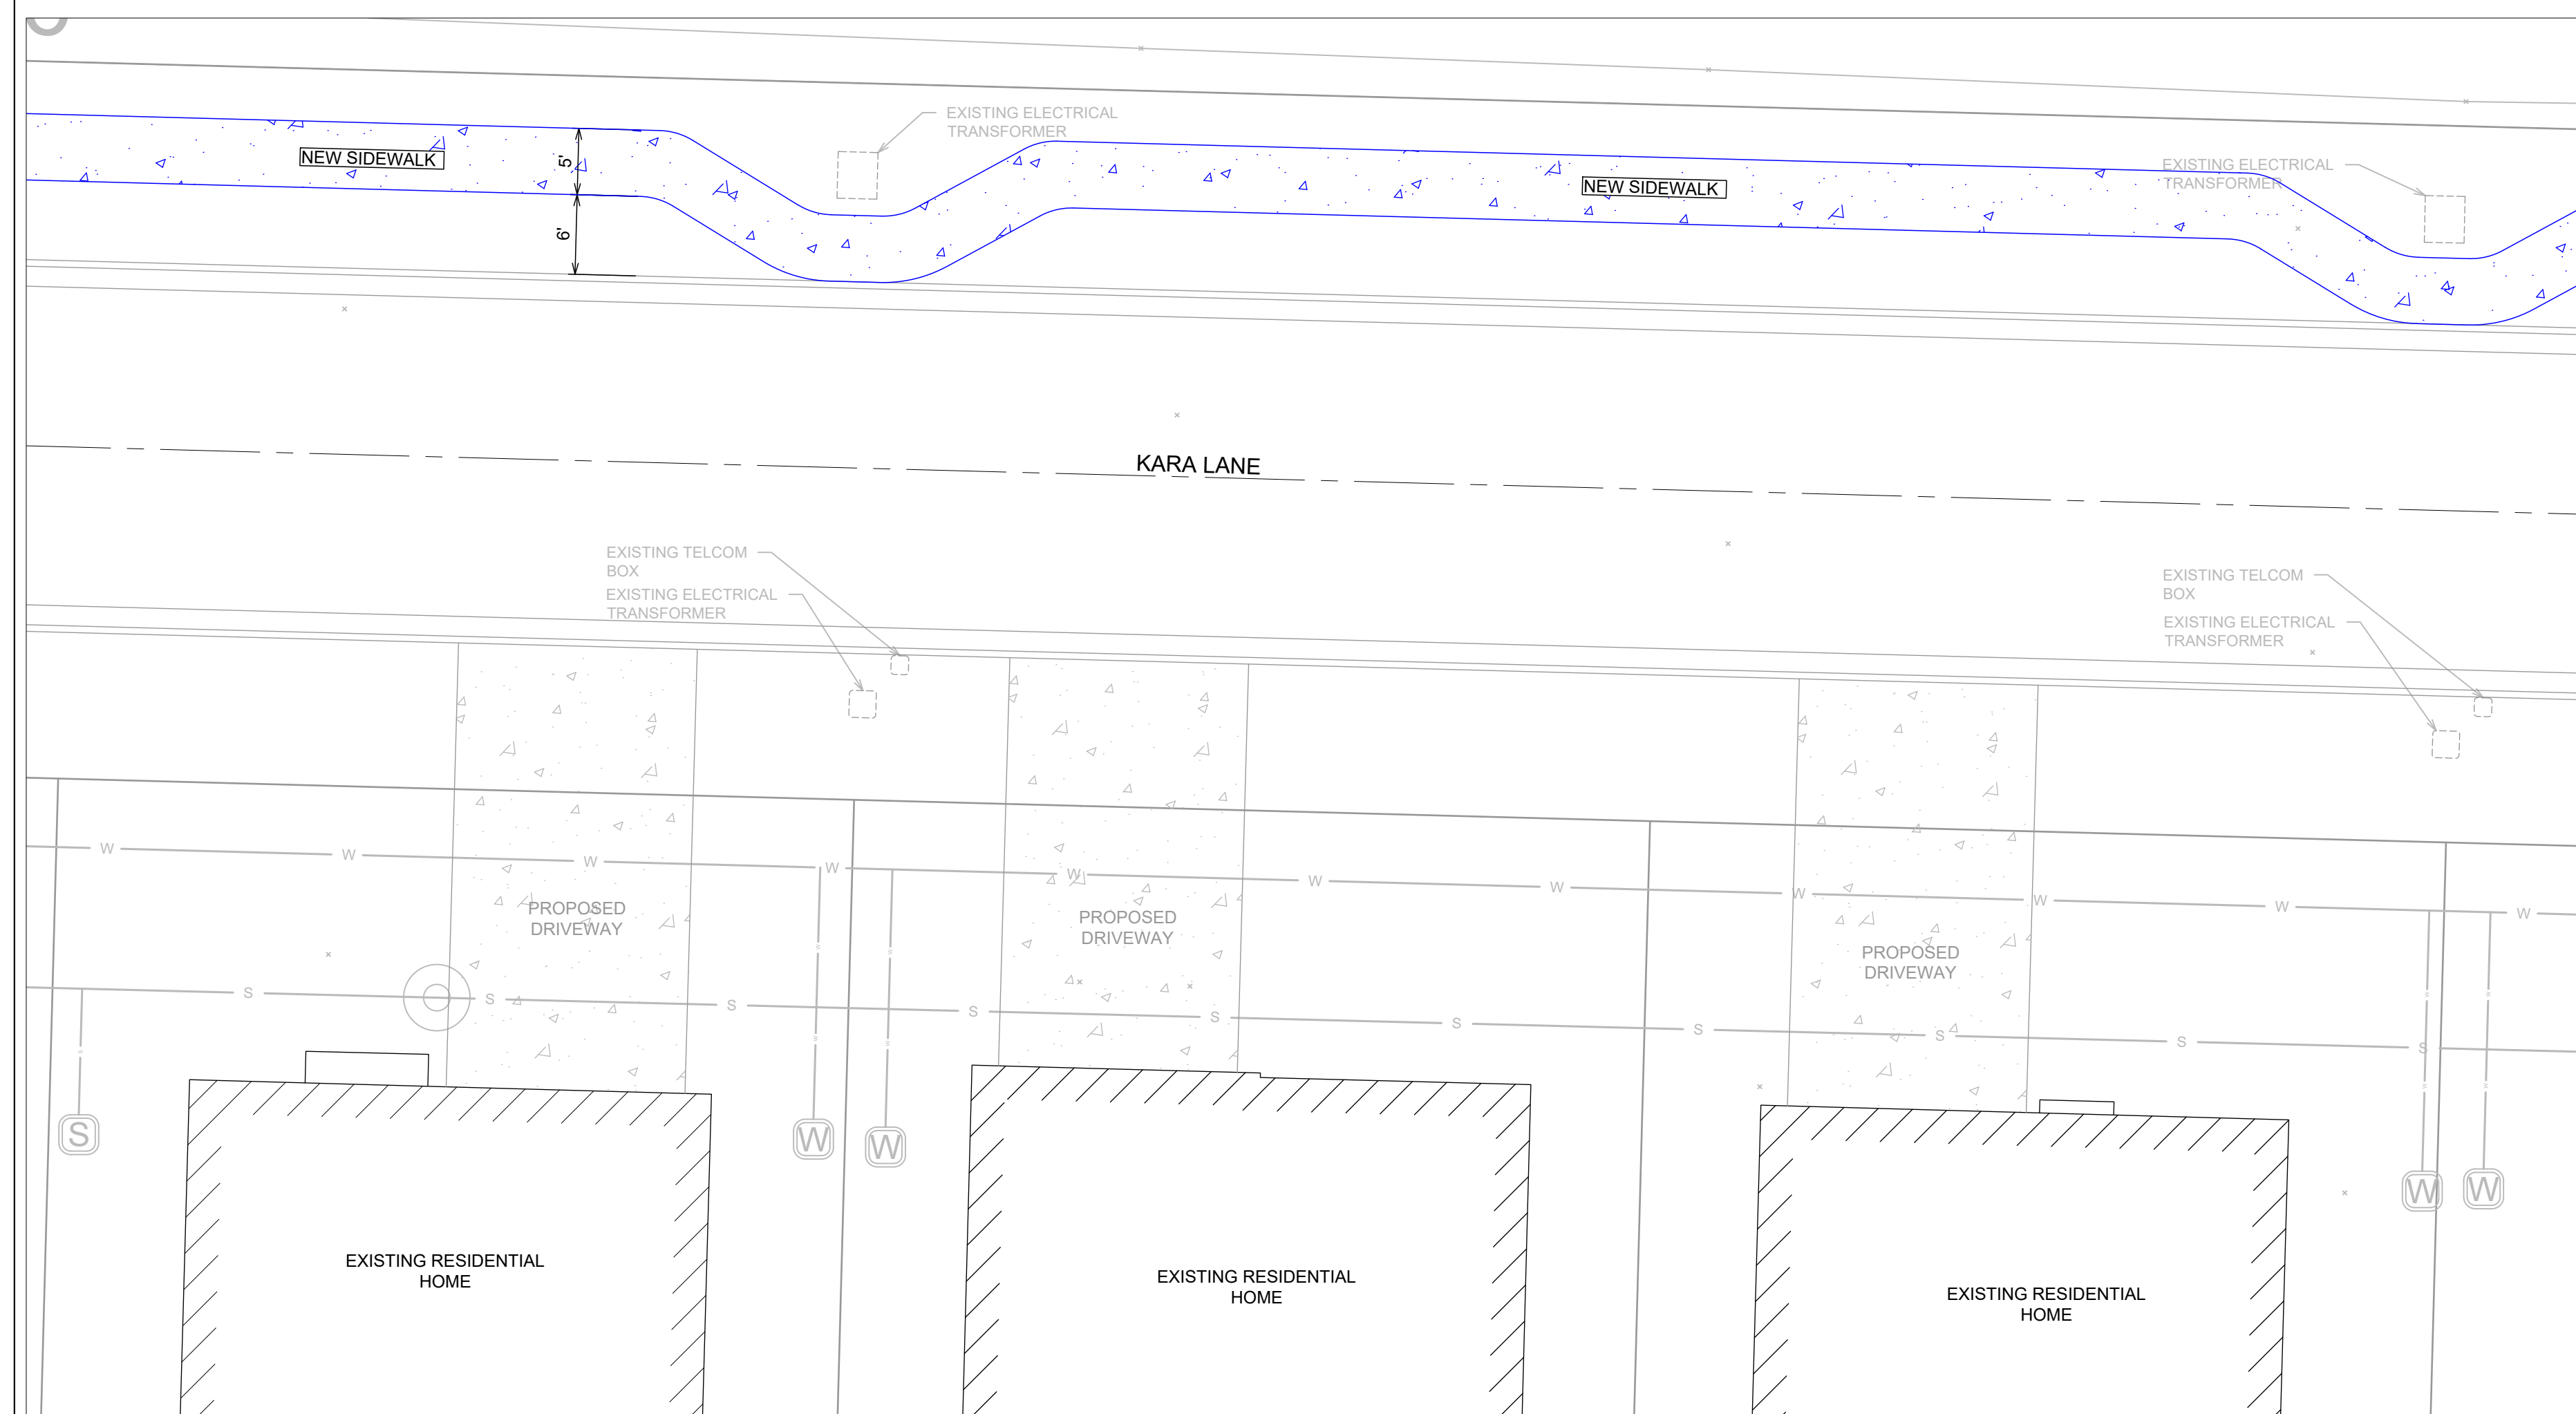 EXISTING ELECTRICAL
TRANSFORMER
NEW SIDEWALK
5'
6'
NEW SIDEWALK
EXISTING ELECTRICAL
TRANSFORMER
KARA LANE
EXISTING TELCOM
BOX
EXISTING ELECTRICAL
TRANSFORMER
EXISTING TELCOM
BOX
EXISTING ELECTRICAL
TRANSFORMER
W W W W W W W W W W W
PROPOSED
DRIVEWAY
PROPOSED
DRIVEWAY
PROPOSED
DRIVEWAY
S S S S S S S S S S
S
W
W
W
W
EXISTING RESIDENTIAL
HOME
EXISTING RESIDENTIAL
HOME
EXISTING RESIDENTIAL
HOME